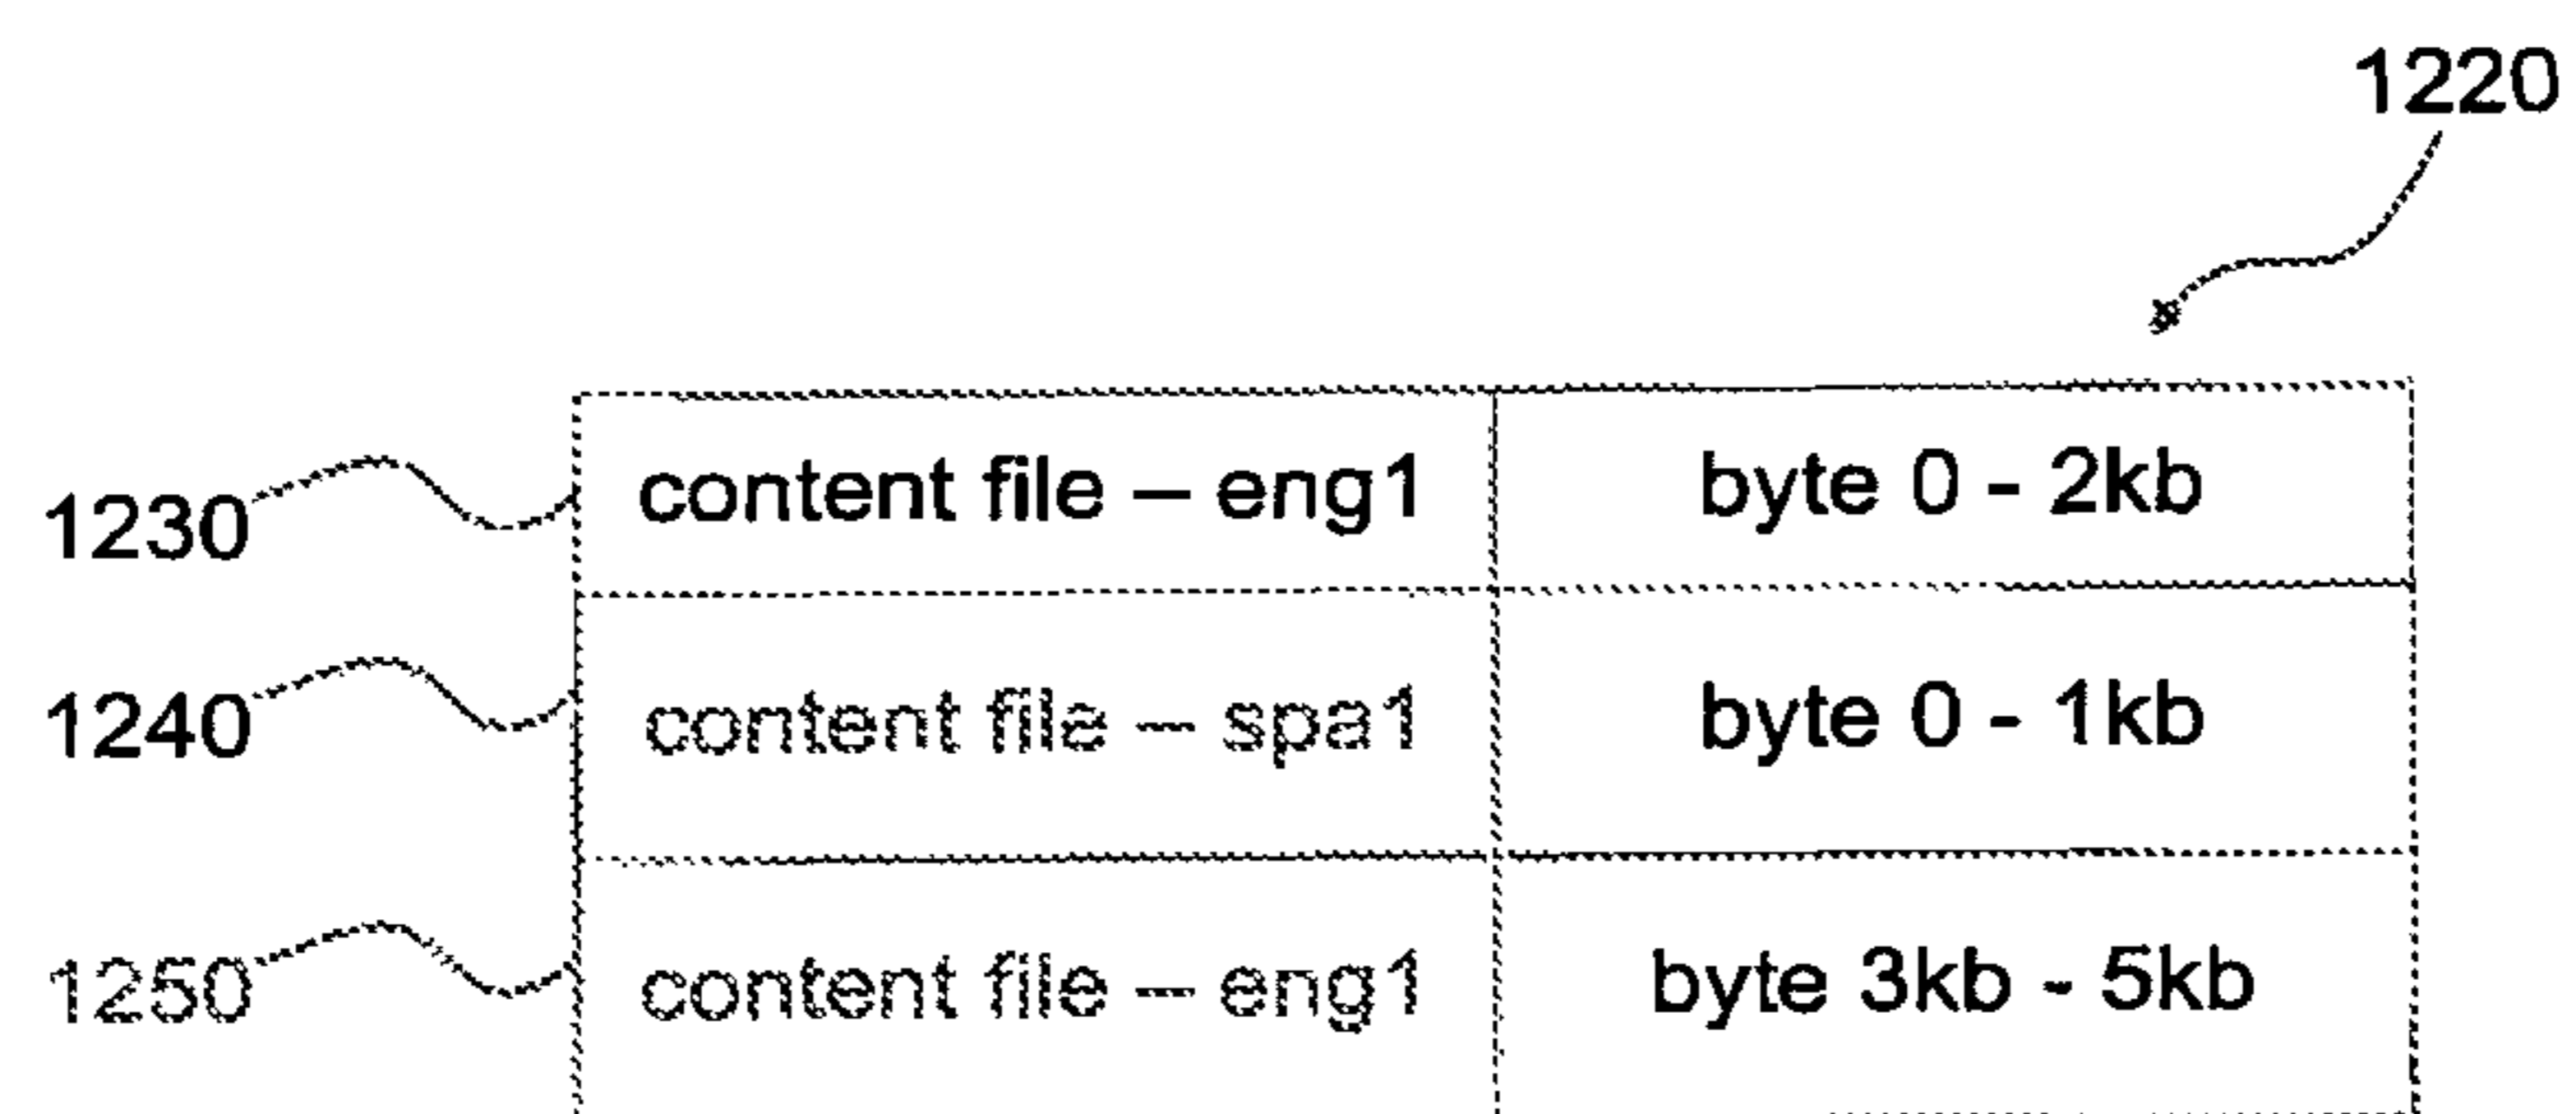 1220
1230 content file – eng1 byte 0 - 2kb
1240 content file – spa1 byte 0 - 1kb
1250 content file – eng1 byte 3kb - 5kb